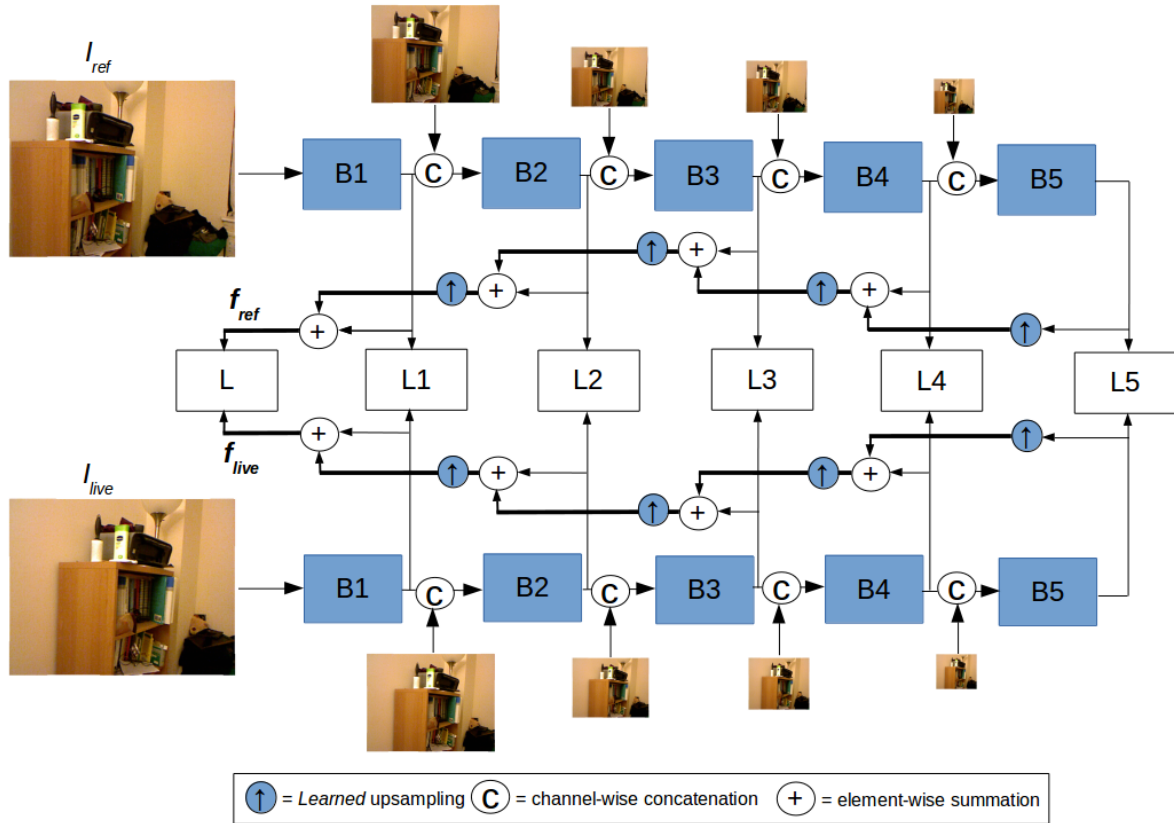 I_ref
B1 C B2 C B3 C B4 C B5
↑ +
↑ + ↑ +
f_ref + ↑
L L1 L2 L3 L4 L5
f_live + ↑
↑ + ↑ +
↑ +
I_live
B1 C B2 C B3 C B4 C B5
↑ = Learned upsampling C = channel-wise concatenation + = element-wise summation